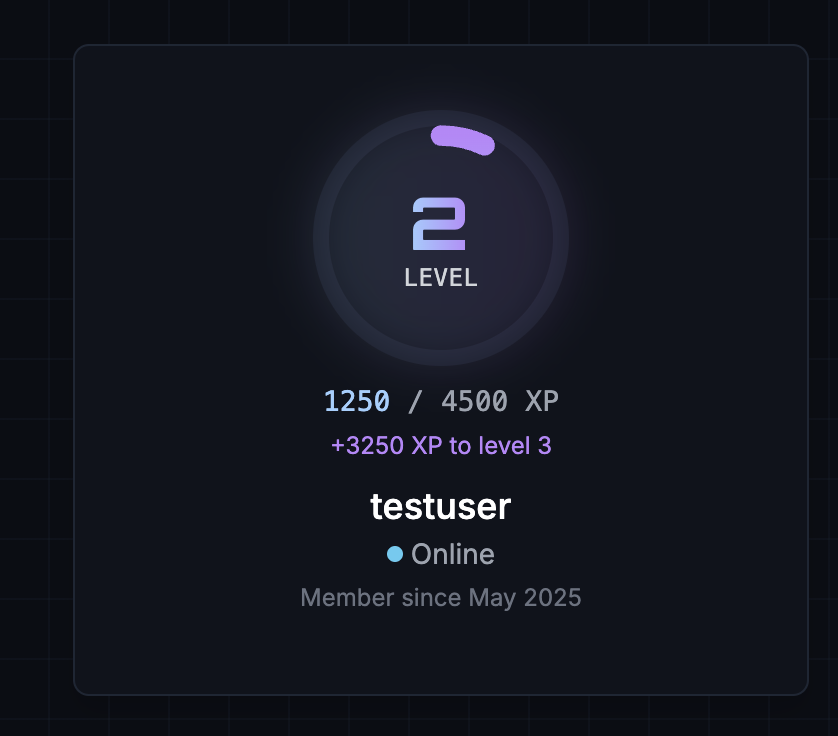 2
LEVEL
1250 / 4500 XP
+3250 XP to level 3
testuser
Online
Member since May 2025